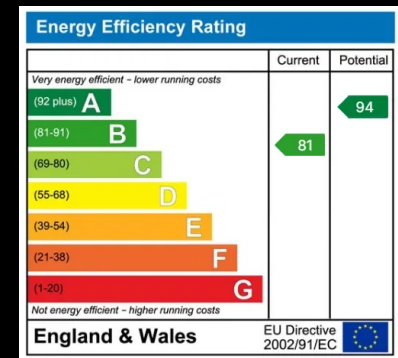 Energy Efficiency Rating
Current Potential
Very energy efficient - lower running costs
(92 plus) A
94
(81-91) B
81
(69-80) C
(55-68) D
(39-54) E
(21-38) F
(1-20) G
Not energy efficient - higher running costs
England & Wales
EU Directive
2002/91/EC